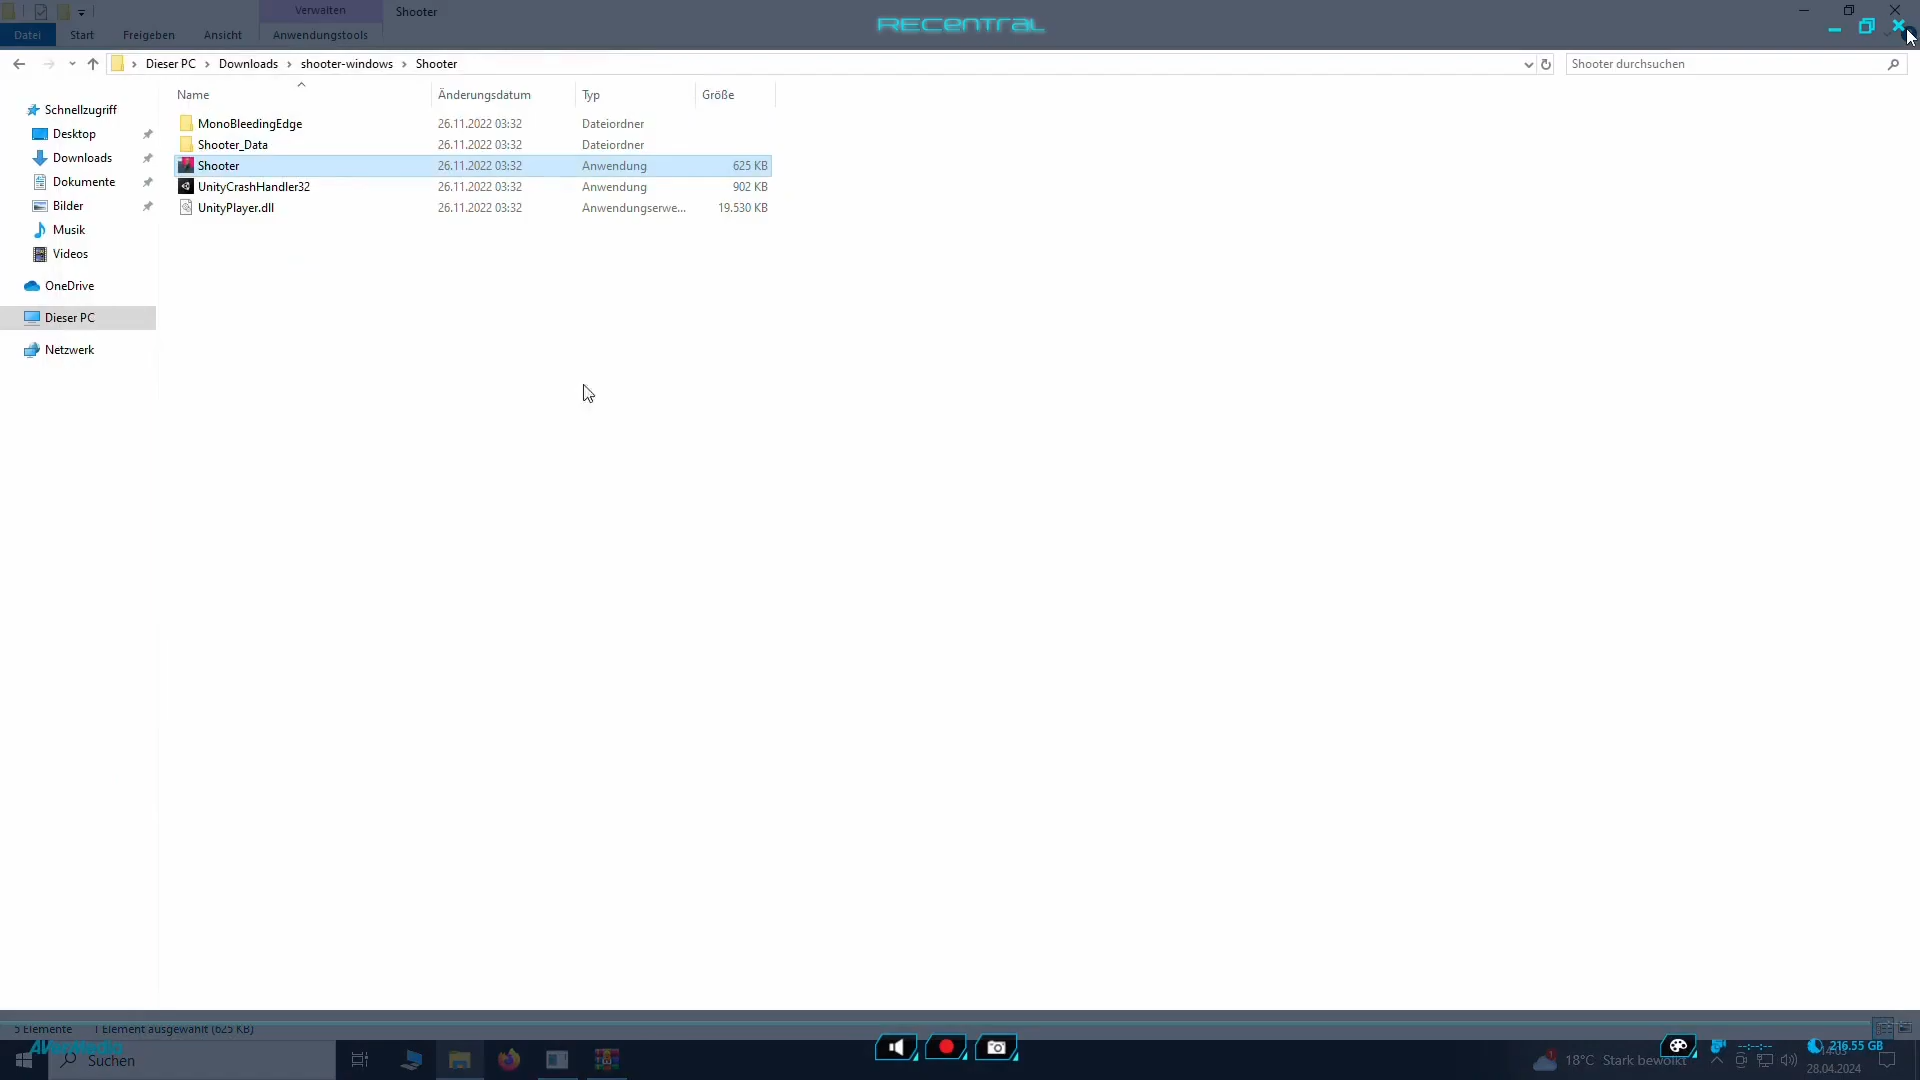 Verwalten
Shooter
RECentral
Datei Start Freigeben Ansicht Anwendungstools
Dieser PC Downloads shooter-windows Shooter
Shooter durchsuchen
Name Änderungsdatum Typ Größe
Schnellzugriff
Desktop
Downloads
Dokumente
Bilder
Musik
Videos
OneDrive
Dieser PC
Netzwerk
MonoBleedingEdge 26.11.2022 03:32 Dateiordner
Shooter_Data 26.11.2022 03:32 Dateiordner
Shooter 26.11.2022 03:32 Anwendung 625 KB
UnityCrashHandler32 26.11.2022 03:32 Anwendung 902 KB
UnityPlayer.dll 26.11.2022 03:32 Anwendungserwe... 19.530 KB
5 Elemente 1 Element ausgewählt (625 KB)
AVerMedia
Suchen
--:--:--
216.55 GB
18°C Stark bewölkt
28.04.2024